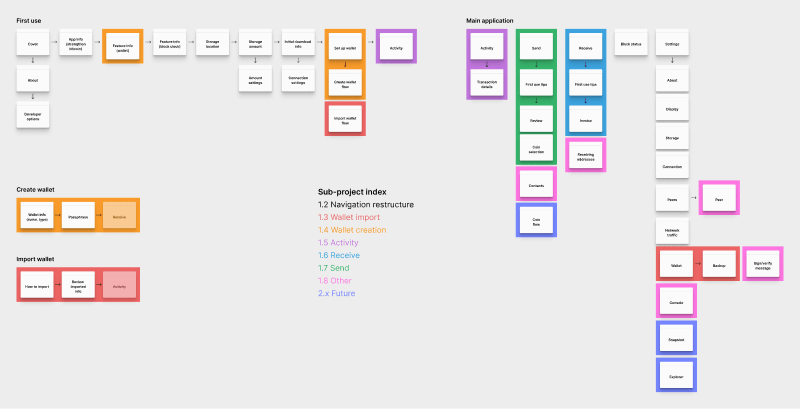 First use
Cover
App info
(strengthen
bitcoin)
Feature info
(wallet)
Feature info
(block clock)
Storage
location
Storage
amount
Initial download
info
Set up wallet
Activity
About
Amount
settings
Connection
settings
Create wallet
flow
Developer
options
Import wallet
flow
Main application
Activity
Send
Receive
Block status
Settings
Transaction
details
First use tips
First use tips
About
Review
Invoice
Display
Coin
selection
Receiving
addresses
Storage
Connection
Contacts
Peers
Peer
Coin
flow
Network
traffic
Wallet
Backup
Sign/verify
message
Console
Snapshot
Explorer
Create wallet
Wallet info
(name, type)
Passphrase
Receive
Import wallet
How to import
Review
imported
info
Activity
Sub-project index
1.2 Navigation restructure
1.3 Wallet import
1.4 Wallet creation
1.5 Activity
1.6 Receive
1.7 Send
1.8 Other
2.x Future